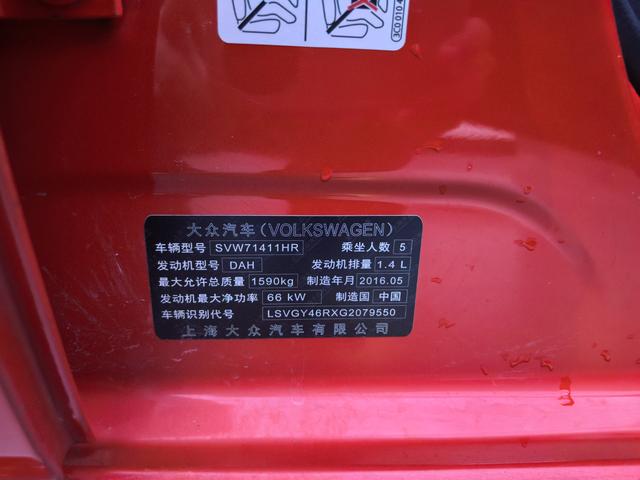 3C0 010 4
大众汽车(VOLKSWAGEN)
车辆型号 SVW71411HR 乘坐人数 5
发动机型号 DAH 发动机排量 1.4 L
最大允许总质量 1590kg 制造年月 2016.05
发动机最大净功率 66 kW 制造国 中国
车辆识别代号 LSVGY46RXG2079550
上海大众汽车有限公司